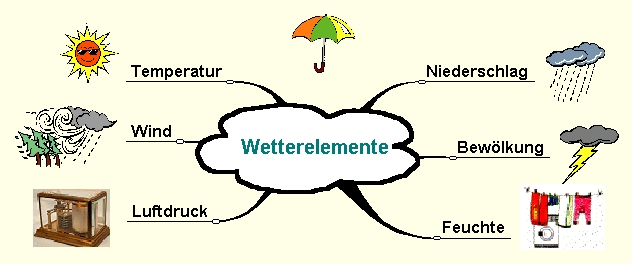 Temperatur
Niederschlag
Wind
Wetterelemente
Bewölkung
Luftdruck
Feuchte